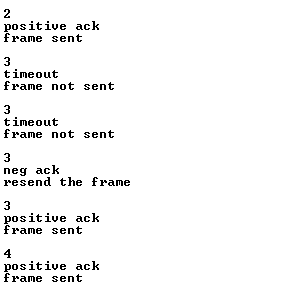 2
positive ack
frame sent
3
timeout
frame not sent
3
timeout
frame not sent
3
neg ack
resend the frame
3
positive ack
frame sent
4
positive ack
frame sent